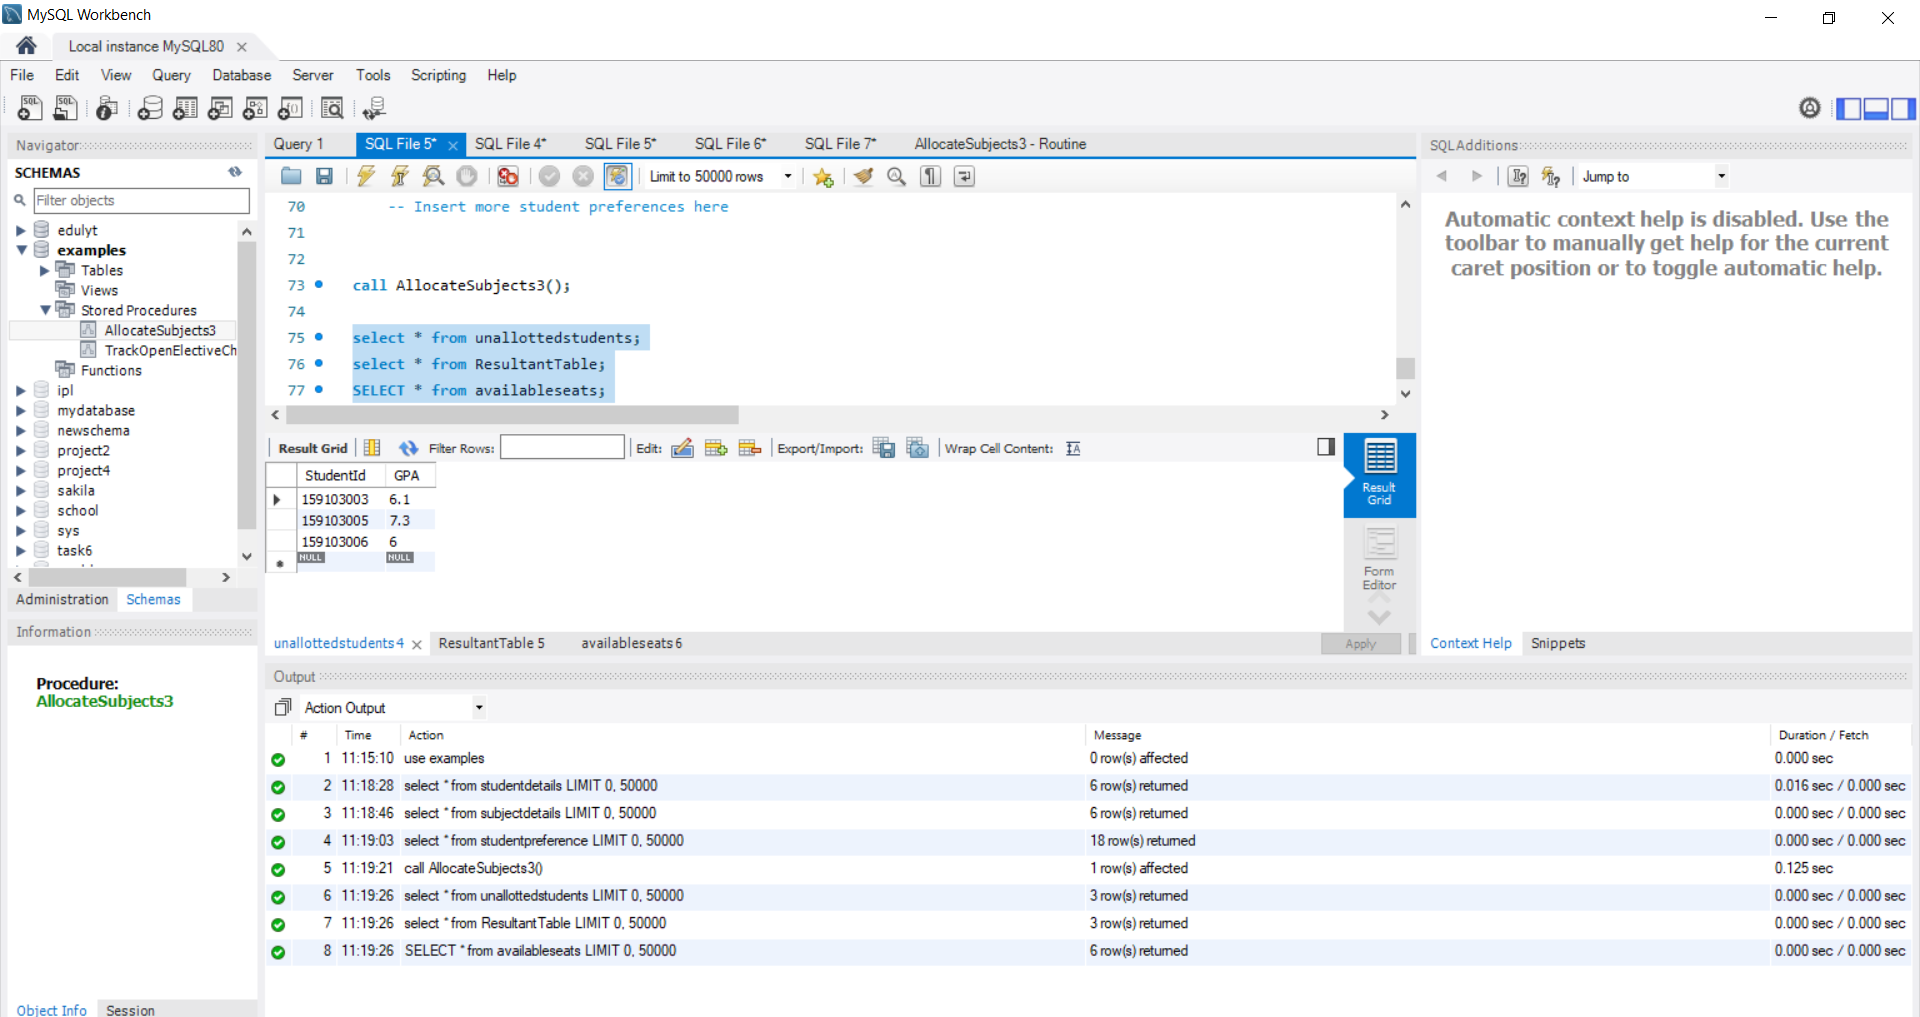 MySQL Workbench
Local instance MySQL80
File Edit View Query Database Server Tools Scripting Help
Navigator
SCHEMAS
Filter objects
edulyt
examples
Tables
Views
Stored Procedures
AllocateSubjects3
TrackOpenElectiveCh
Functions
ipl
mydatabase
newschema
project2
project4
sakila
school
sys
task6
Administration Schemas
Information
Procedure:
AllocateSubjects3
Object Info Session
Query 1 SQL File 5* SQL File 4* SQL File 5* SQL File 6* SQL File 7* AllocateSubjects3 - Routine
Limit to 50000 rows
70 -- Insert more student preferences here
71
72
73 call AllocateSubjects3();
74
75 select * from unallottedstudents;
76 select * from ResultantTable;
77 SELECT * from availableseats;
Result Grid Filter Rows: Edit: Export/Import: Wrap Cell Content:
StudentId GPA
159103003 6.1
159103005 7.3
159103006 6
NULL NULL
Result
Grid
Form
Editor
unallottedstudents 4 ResultantTable 5 availableseats 6 Apply
SQLAdditions
Jump to
Automatic context help is disabled. Use the
toolbar to manually get help for the current
caret position or to toggle automatic help.
Context Help Snippets
Output
Action Output
# Time Action Message Duration / Fetch
1 11:15:10 use examples 0 row(s) affected 0.000 sec
2 11:18:28 select * from studentdetails LIMIT 0, 50000 6 row(s) returned 0.016 sec / 0.000 sec
3 11:18:46 select * from subjectdetails LIMIT 0, 50000 6 row(s) returned 0.000 sec / 0.000 sec
4 11:19:03 select * from studentpreference LIMIT 0, 50000 18 row(s) returned 0.000 sec / 0.000 sec
5 11:19:21 call AllocateSubjects3() 1 row(s) affected 0.125 sec
6 11:19:26 select * from unallottedstudents LIMIT 0, 50000 3 row(s) returned 0.000 sec / 0.000 sec
7 11:19:26 select * from ResultantTable LIMIT 0, 50000 3 row(s) returned 0.000 sec / 0.000 sec
8 11:19:26 SELECT * from availableseats LIMIT 0, 50000 6 row(s) returned 0.000 sec / 0.000 sec